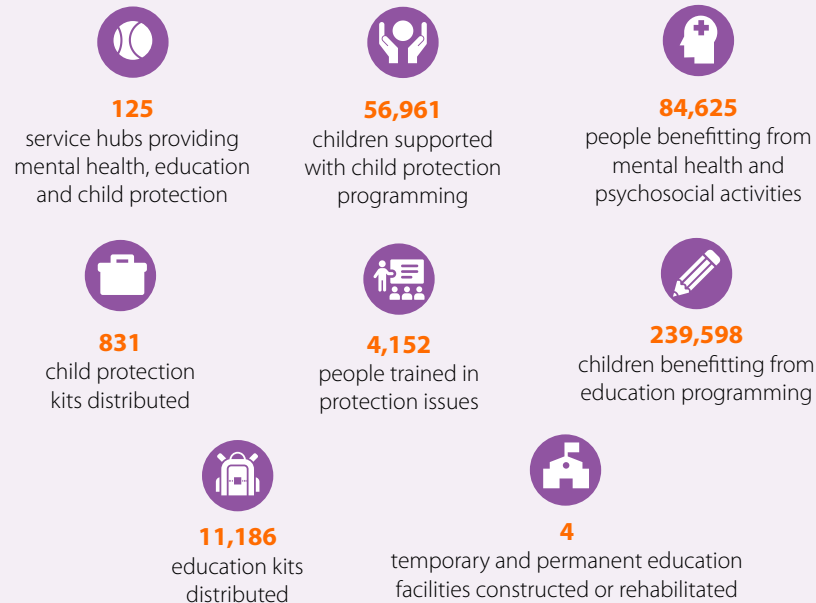 125
service hubs providing
mental health, education
and child protection
56,961
children supported
with child protection
programming
84,625
people benefitting from
mental health and
psychosocial activities
831
child protection
kits distributed
4,152
people trained in
protection issues
239,598
children benefitting from
education programming
11,186
education kits
distributed
4
temporary and permanent education
facilities constructed or rehabilitated